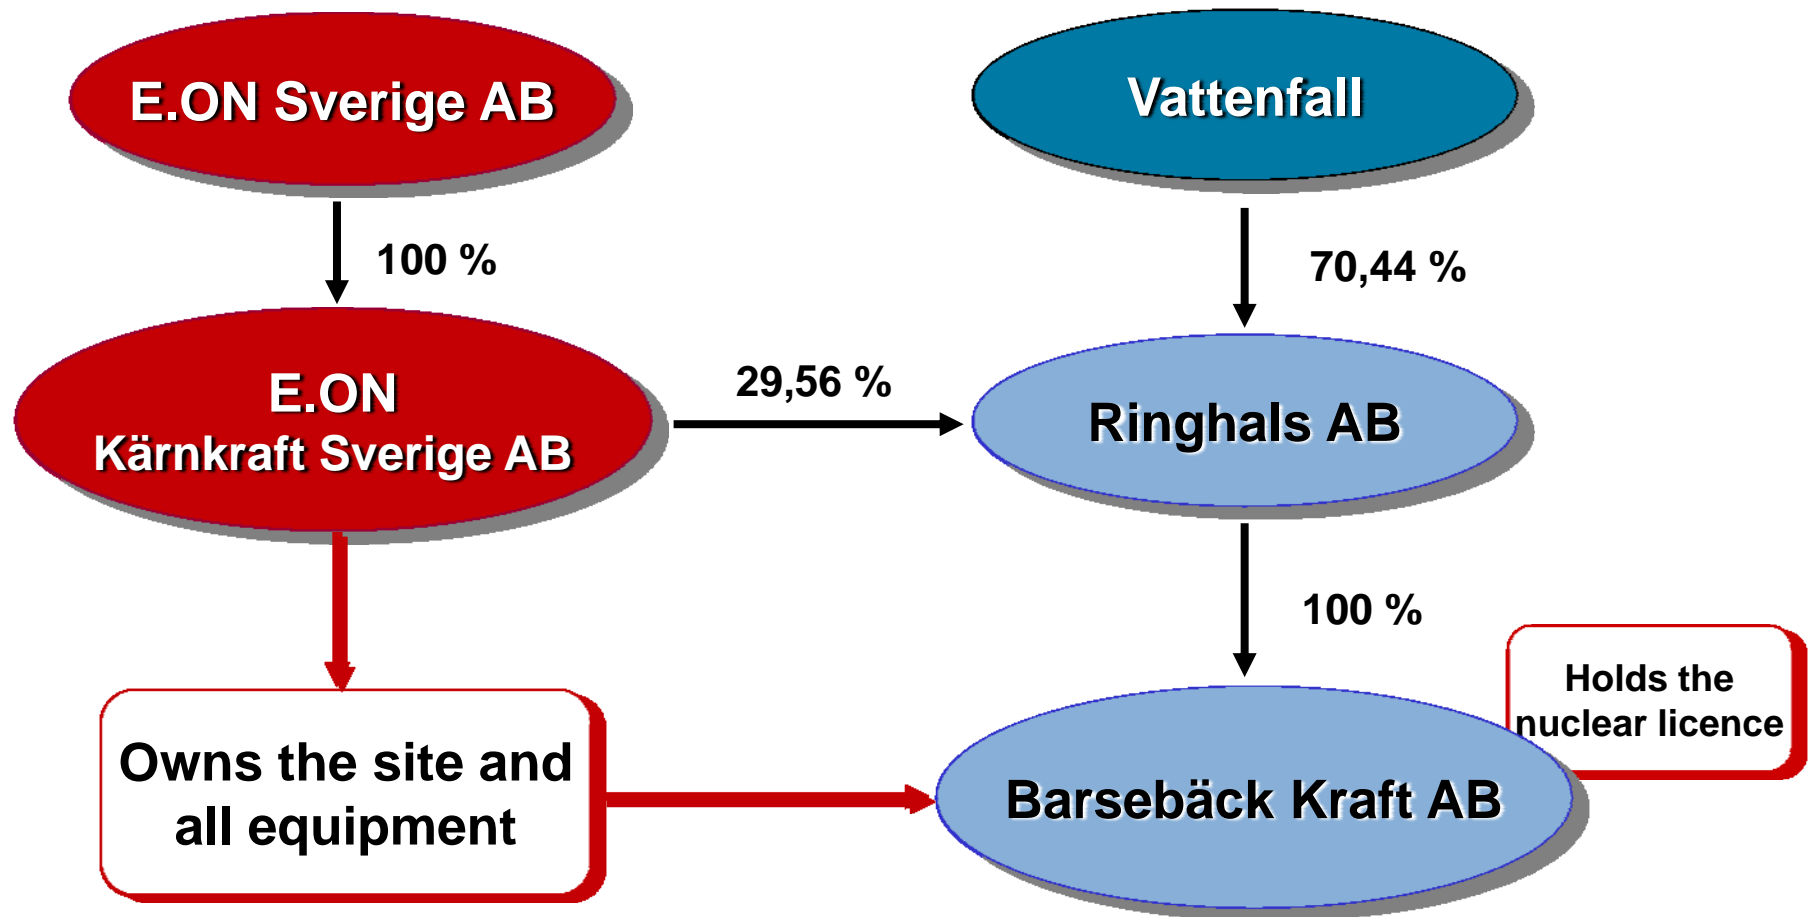 E.ON Sverige AB
Vattenfall
100 %
70,44 %
E.ON
Kärnkraft Sverige AB
29,56 %
Ringhals AB
100 %
Holds the
nuclear licence
Owns the site and
all equipment
Barsebäck Kraft AB